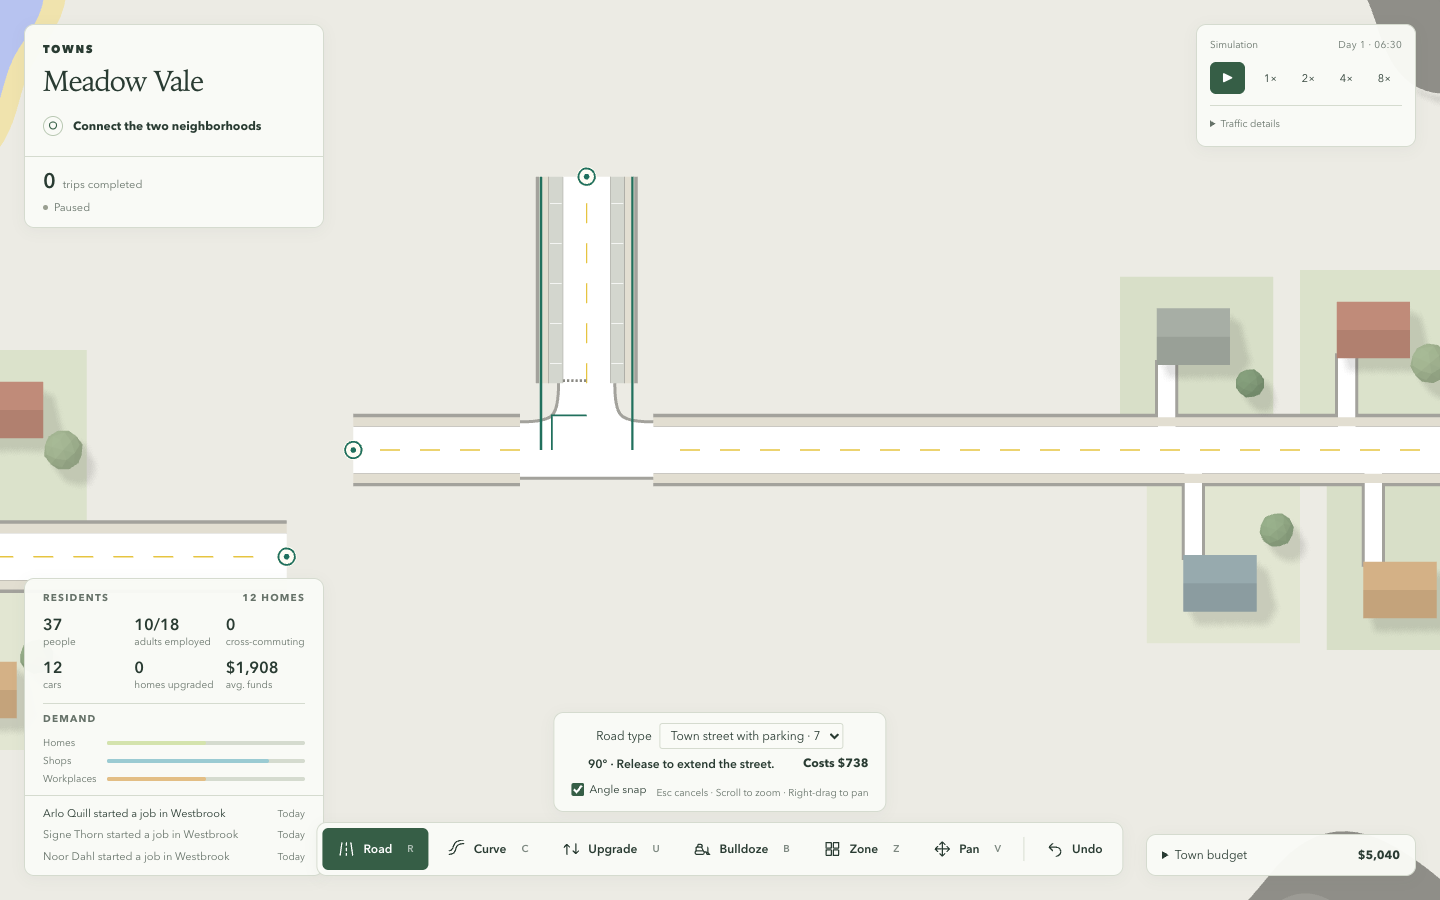 TOWNS
Meadow Vale
Connect the two neighborhoods
0 trips completed
Paused
Simulation Day 1 · 06:30
1× 2× 4× 8×
Traffic details
RESIDENTS 12 HOMES
37 10/18 0
people adults employed cross-commuting
12 0 $1,908
cars homes upgraded avg. funds
DEMAND
Homes
Shops
Workplaces
Arlo Quill started a job in Westbrook Today
Signe Thorn started a job in Westbrook Today
Noor Dahl started a job in Westbrook Today
Road type Town street with parking · 7
90° · Release to extend the street. Costs $738
Angle snap Esc cancels · Scroll to zoom · Right-drag to pan
Road R Curve C Upgrade U Bulldoze B Zone Z Pan V Undo
Town budget $5,040